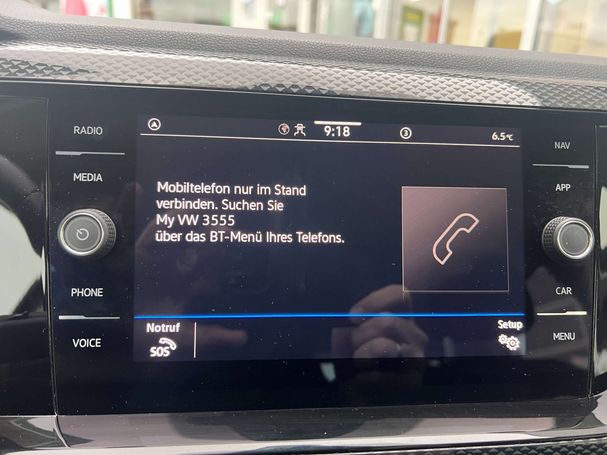 RADIO
MEDIA
PHONE
VOICE
9:18
3
6.5°C
Mobiltelefon nur im Stand
verbinden. Suchen Sie
My VW 3555
über das BT-Menü Ihres Telefons.
Notruf
SOS
Setup
NAV
APP
CAR
MENU